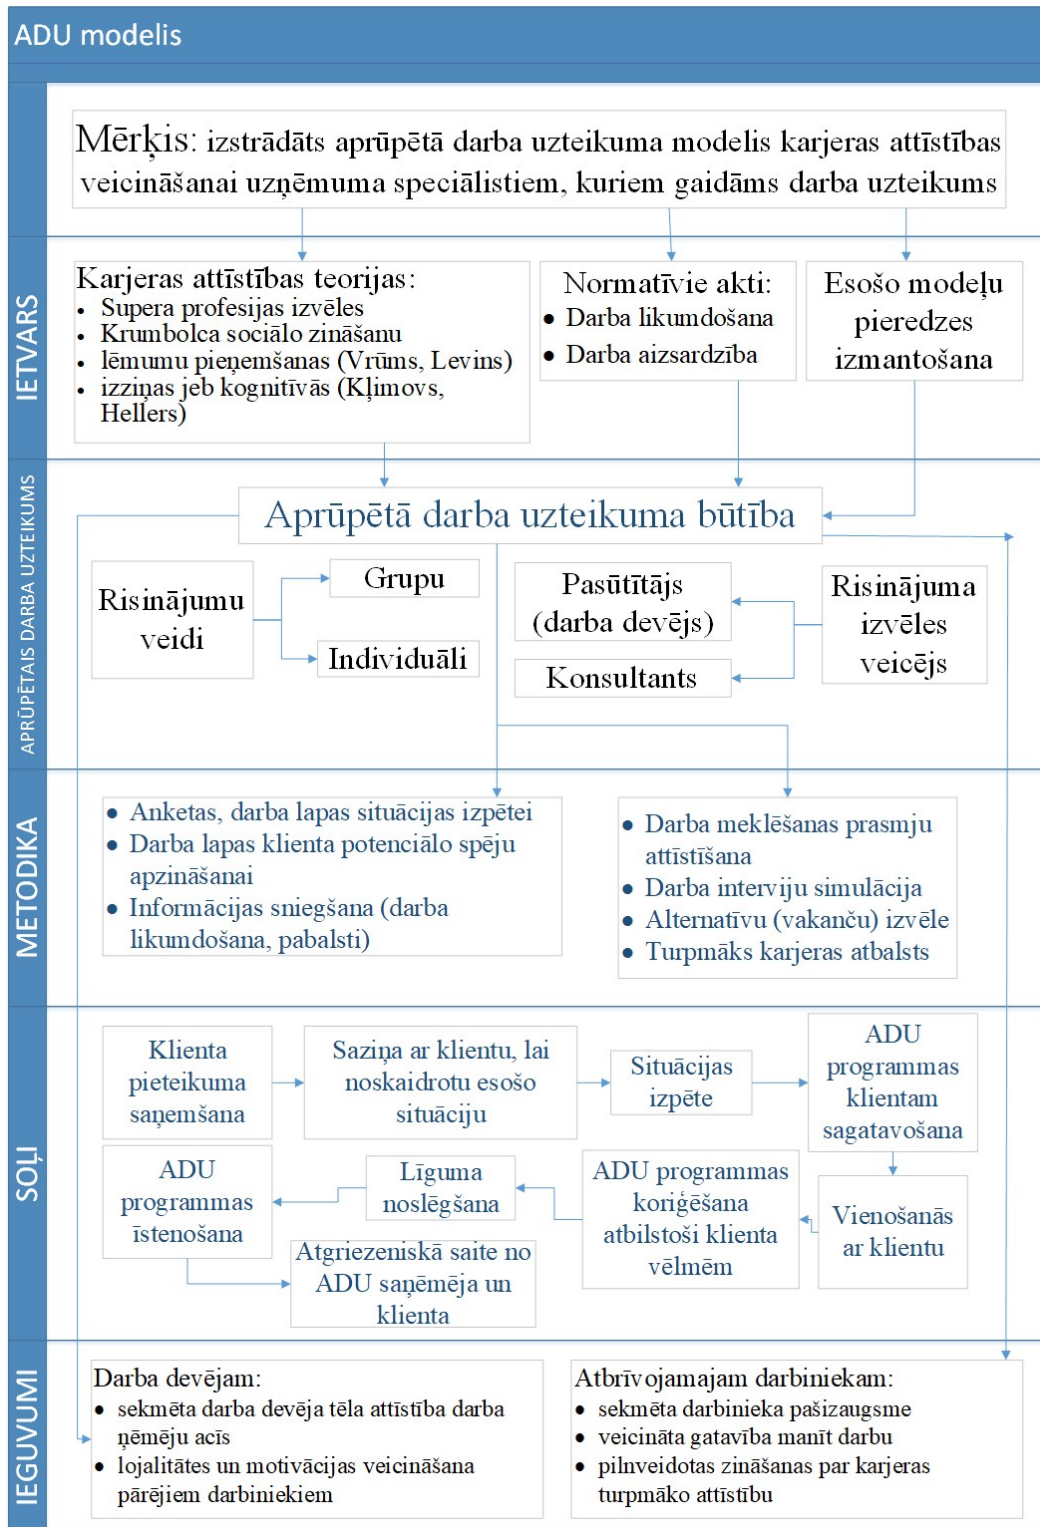 ADU modelis
Mērķis: izstrādāts aprūpētā darba uzteikuma modelis karjeras attīstības
veicināšanai uzņēmuma speciālistiem, kuriem gaidāms darba uzteikums
IETVARS
Karjeras attīstības teorijas:
• Supera profesijas izvēles
• Krumbolca sociālo zināšanu
• lēmumu pieņemšanas (Vrūms, Levins)
• izziņas jeb kognitīvās (Kļimovs,
Hellers)
Normatīvie akti:
• Darba likumdošana
• Darba aizsardzība
Esošo modeļu
pieredzes
izmantošana
APRŪPĒTAIS DARBA UZTEIKUMS
Aprūpētā darba uzteikuma būtība
Risinājumu
veidi
Grupu
Individuāli
Pasūtītājs
(darba devējs)
Konsultants
Risinājuma
izvēles
veicējs
METODIKA
• Anketas, darba lapas situācijas izpētei
• Darba lapas klienta potenciālo spēju
apzināšanai
• Informācijas sniegšana (darba
likumdošana, pabalsti)
• Darba meklēšanas prasmju
attīstīšana
• Darba interviju simulācija
• Alternatīvu (vakanču) izvēle
• Turpmāks karjeras atbalsts
SOĻI
Klienta
pieteikuma
saņemšana
Saziņa ar klientu, lai
noskaidrotu esošo
situāciju
Situācijas
izpēte
ADU
programmas
klientam
sagatavošana
Vienošanās
ar klientu
ADU programmas
koriģēšana
atbilstoši klienta
vēlmēm
Līguma
noslēgšana
ADU
programmas
īstenošana
Atgriezeniskā saite no
ADU saņēmēja un
klienta
IEGUVUMI
Darba devējam:
• sekmēta darba devēja tēla attīstība darba
ņēmēju acīs
• lojalitātes un motivācijas veicināšana
pārējiem darbiniekiem
Atbrīvojamajam darbiniekam:
• sekmēta darbinieka pašizaugsme
• veicināta gatavība manīt darbu
• pilnveidotas zināšanas par karjeras
turpmāko attīstību